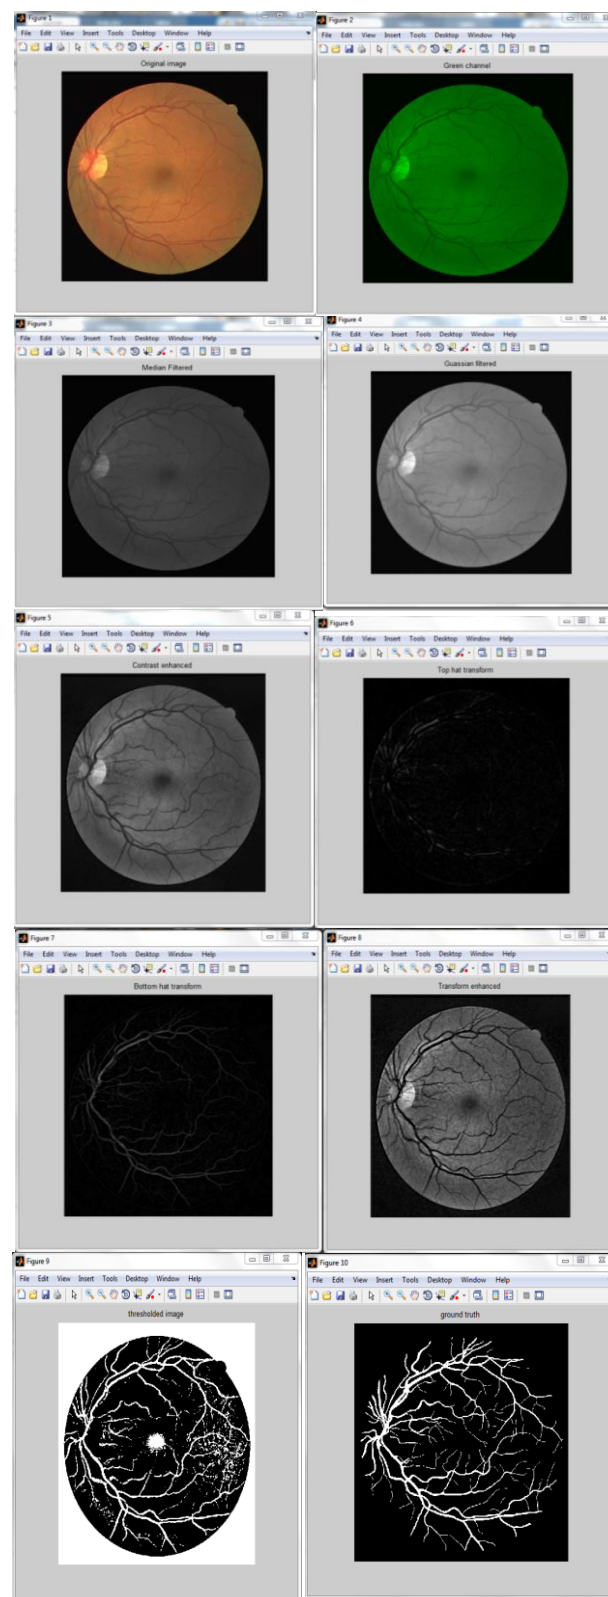 Figure 1
File Edit View Insert Tools Desktop Window Help
Original image
Figure 2
File Edit View Insert Tools Desktop Window Help
Green channel
Figure 3
File Edit View Insert Tools Desktop Window Help
Median Filtered
Figure 4
File Edit View Insert Tools Desktop Window Help
Guassian filtered
Figure 5
File Edit View Insert Tools Desktop Window Help
Contrast enhanced
Figure 6
File Edit View Insert Tools Desktop Window Help
Top hat transform
Figure 7
File Edit View Insert Tools Desktop Window Help
Bottom hat transform
Figure 8
File Edit View Insert Tools Desktop Window Help
Transform enhanced
Figure 9
File Edit View Insert Tools Desktop Window Help
thresholded image
Figure 10
File Edit View Insert Tools Desktop Window Help
ground truth